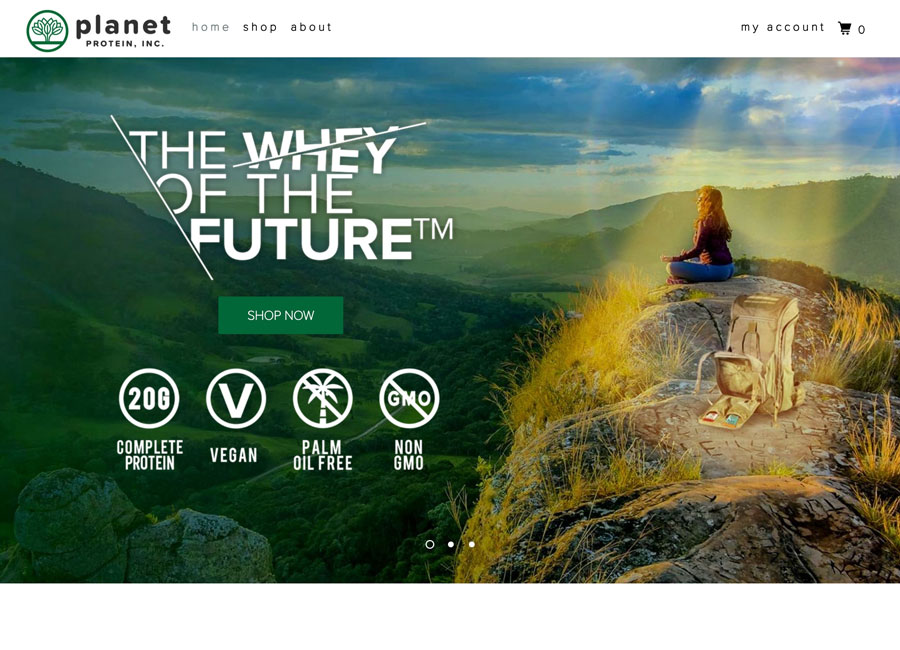 planet
PROTEIN, INC.
home shop about
my account 0
THE WHEY
OF THE
FUTURE™
SHOP NOW
20G
V
GMO
COMPLETE
PROTEIN
VEGAN
PALM
OIL FREE
NON
GMO